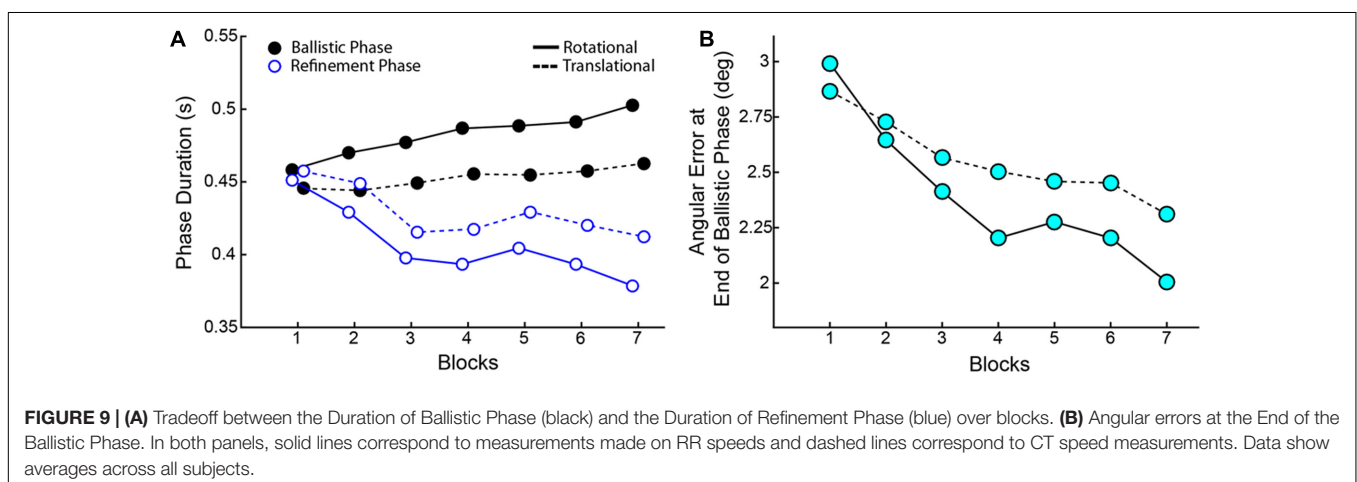 A
Ballistic Phase
Refinement Phase
Rotational
Translational
Phase Duration (s)
0.55
0.5
0.45
0.4
0.35
1 2 3 4 5 6 7
Blocks
B
Angular Error at
End of Ballistic Phase (deg)
3
2.75
2.5
2.25
2
1 2 3 4 5 6 7
Blocks
FIGURE 9 | (A) Tradeoff between the Duration of Ballistic Phase (black) and the Duration of Refinement Phase (blue) over blocks. (B) Angular errors at the End of the
Ballistic Phase. In both panels, solid lines correspond to measurements made on RR speeds and dashed lines correspond to CT speed measurements. Data show
averages across all subjects.